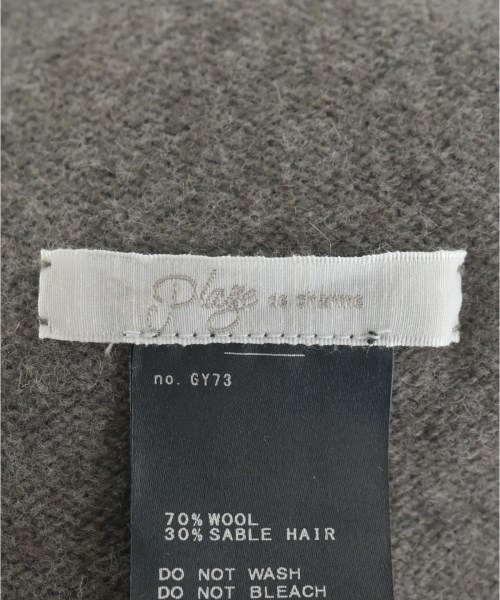 Plage
no. GY73
70% WOOL
30% SABLE HAIR
DO NOT WASH
DO NOT BLEACH